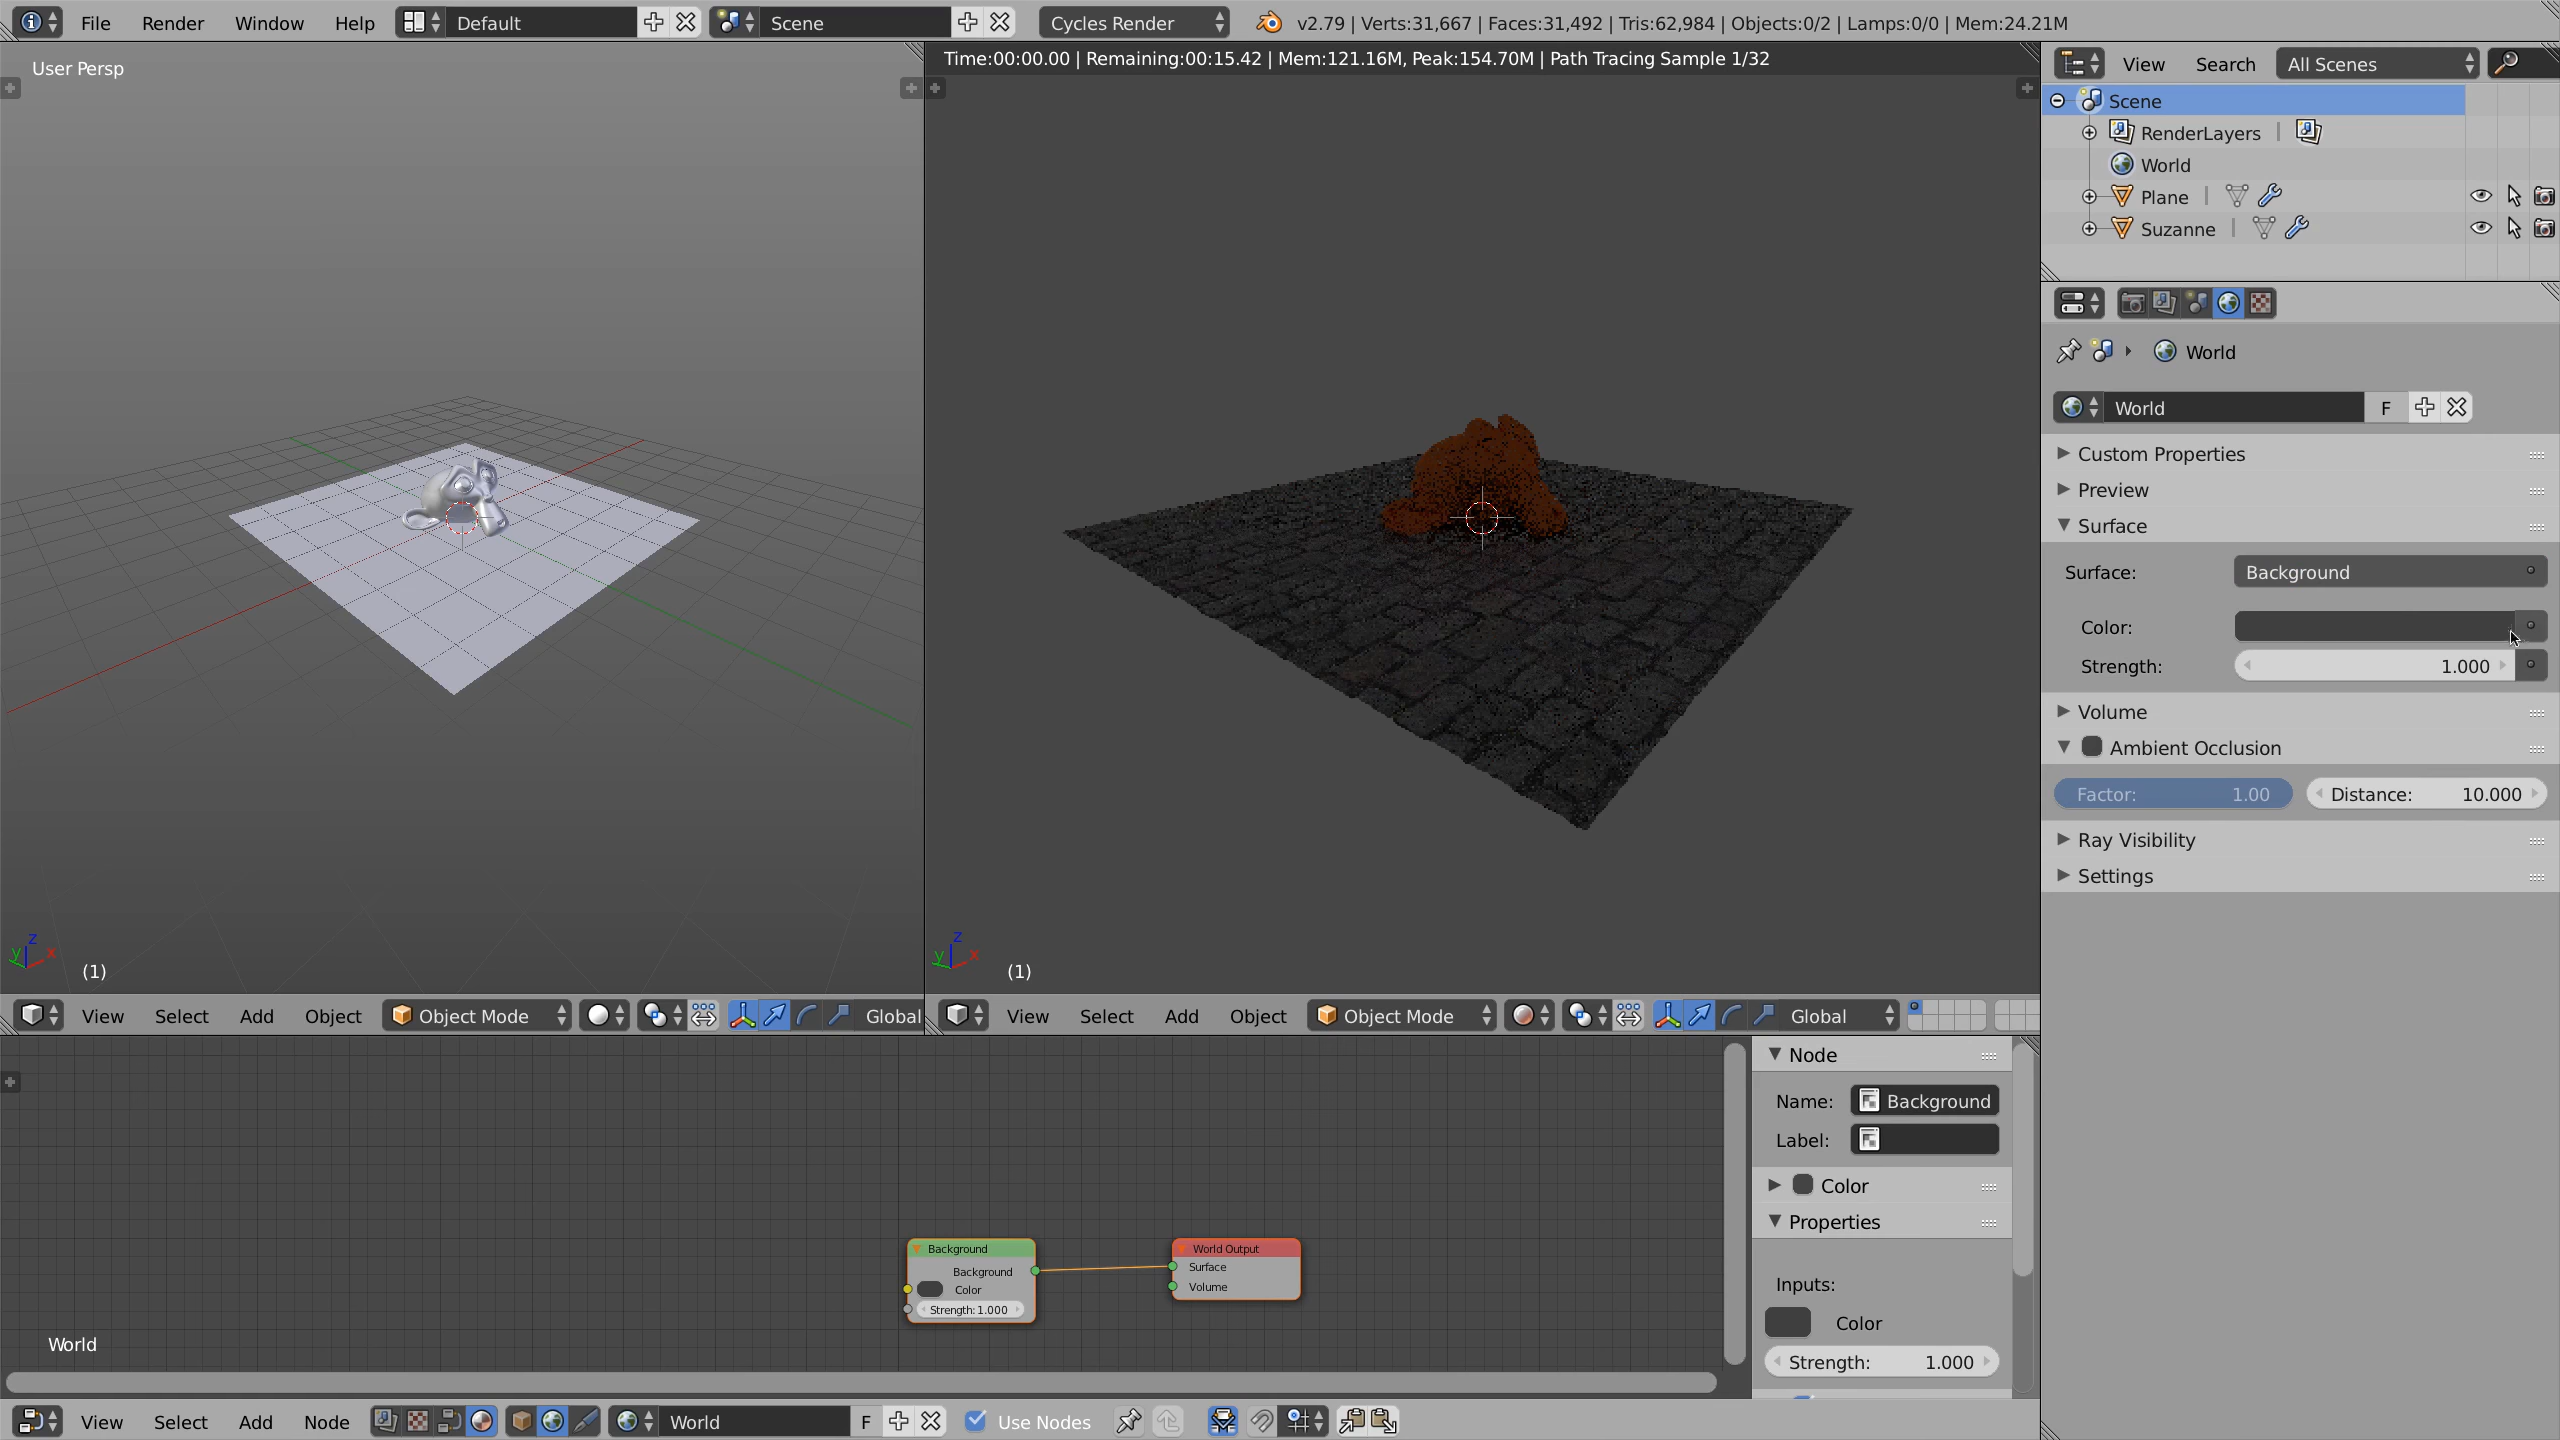 File Render Window Help Default Scene Cycles Render v2.79 | Verts:31,667 | Faces:31,492 | Tris:62,984 | Objects:0/2 | Lamps:0/0 | Mem:24.21M
User Persp
Time:00:00.00 | Remaining:00:15.42 | Mem:121.16M, Peak:154.70M | Path Tracing Sample 1/32
z
y x
(1)
z
y x
(1)
View Select Add Object Object Mode Global
View Select Add Object Object Mode Global
View Search All Scenes
Scene
RenderLayers |
World
Plane |
Suzanne |
World
World F
Custom Properties
Preview
Surface
Surface: Background
Color:
Strength: 1.000
Volume
Ambient Occlusion
Factor: 1.00 Distance: 10.000
Ray Visibility
Settings
Background
Background
Color
Strength: 1.000
World Output
Surface
Volume
World
Node
Name: Background
Label:
Color
Properties
Inputs:
Color
Strength: 1.000
View Select Add Node World F Use Nodes